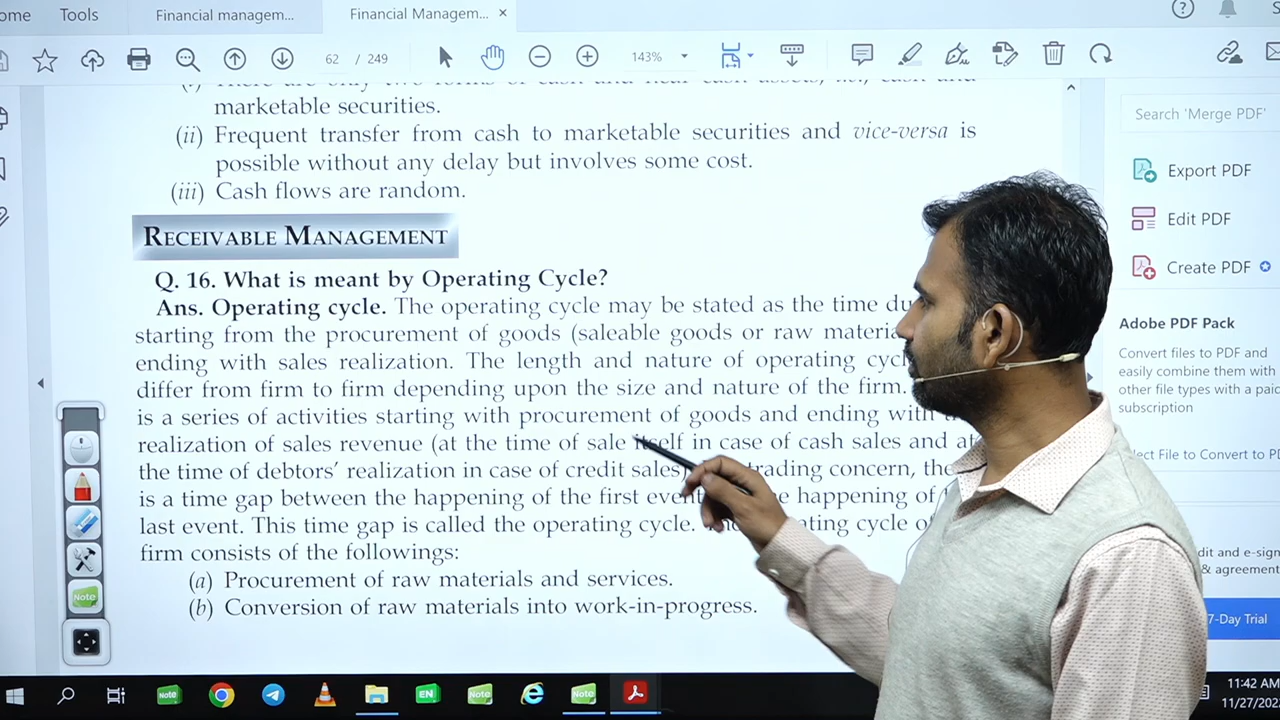 ome Tools Financial managem... Financial Managem... ×
62 / 249 143%
marketable securities.
(ii) Frequent transfer from cash to marketable securities and vice-versa is
possible without any delay but involves some cost.
(iii) Cash flows are random.
RECEIVABLE MANAGEMENT
Q. 16. What is meant by Operating Cycle?
Ans. Operating cycle. The operating cycle may be stated as the time du
starting from the procurement of goods (saleable goods or raw materia
ending with sales realization. The length and nature of operating cycl
differ from firm to firm depending upon the size and nature of the firm.
is a series of activities starting with procurement of goods and ending with
realization of sales revenue (at the time of sale itself in case of cash sales and at
the time of debtors' realization in case of credit sales) trading concern, the
is a time gap between the happening of the first event happening of
last event. This time gap is called the operating cycle. ating cycle of
firm consists of the followings:
(a) Procurement of raw materials and services.
(b) Conversion of raw materials into work-in-progress.
Search 'Merge PDF'
Export PDF
Edit PDF
Create PDF
Adobe PDF Pack
Convert files to PDF and
easily combine them with
other file types with a paid
subscription
lect File to Convert to PD
dit and e-sign
& agreement
7-Day Trial
Note
Note EN Note Note
11:42 AM
11/27/202